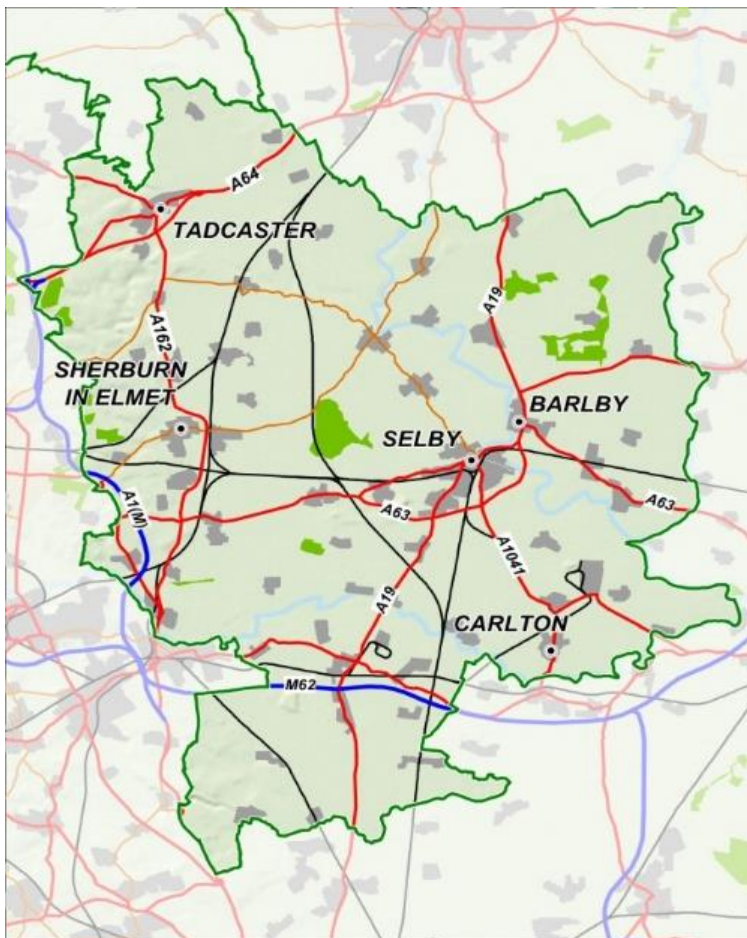 A64
TADCASTER
A19
A162
SHERBURN
IN ELMET
BARLBY
SELBY
A1(M)
A63
A63
A1041
A19
CARLTON
M62